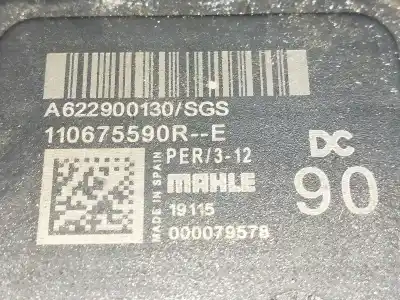 A622900130/SGS
110675590R--E
MADE IN SPAIN
PER/3-12
MAHLE
19115
000079578
DC
90